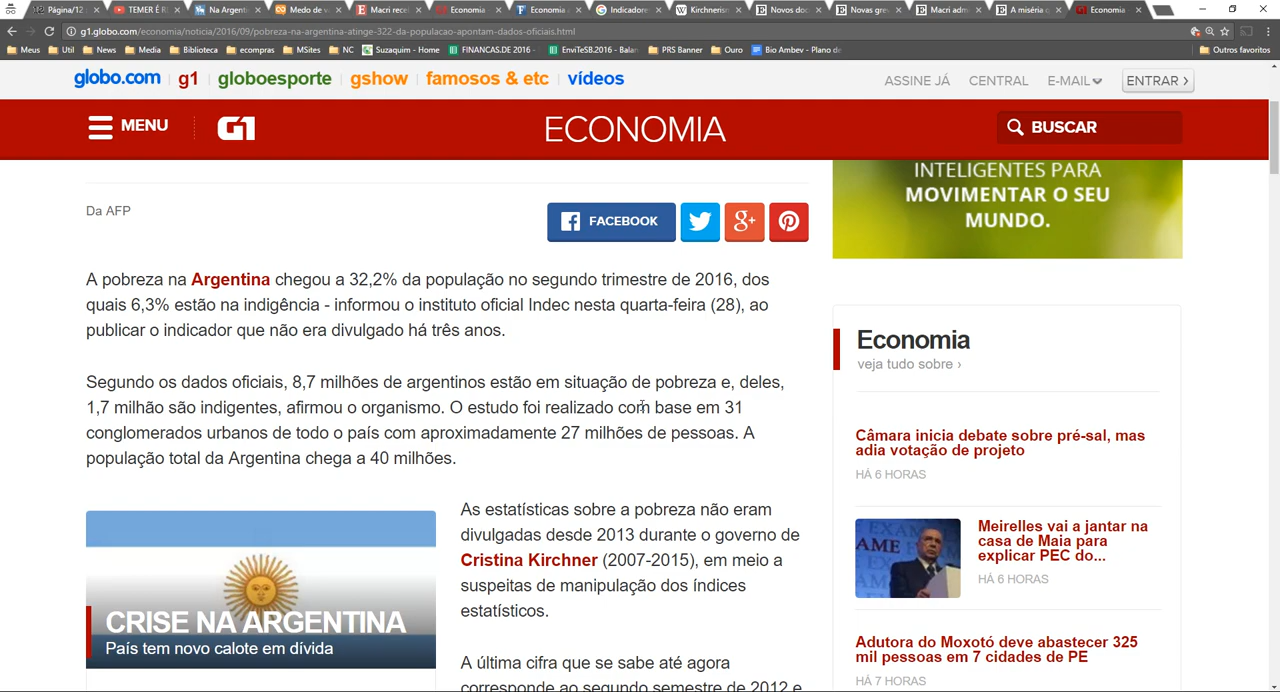 Página/12
TEMER É R
Na Argenti
Medo de v
Macri rece
Economia
Economia
Indicadore
Kirchneris
Novos doc
Novas gre
Macri adm
A miséria
Economia
g1.globo.com/economia/noticia/2016/09/pobreza-na-argentina-atinge-322-da-populacao-apontam-dados-oficiais.html
Meus
Util
News
Media
Biblioteca
ecompras
MSites
NC
Suzaquim - Home
FINANCAS.DE 2016 -
EnviTeSB.2016 - Balan
PRS Banner
Ouro
Bio Ambev - Plano de
Outros favoritos
globo.com g1 globoesporte gshow famosos & etc vídeos
ASSINE JÁ CENTRAL E-MAIL ENTRAR
MENU G1 ECONOMIA BUSCAR
INTELIGENTES PARA
MOVIMENTAR O SEU
MUNDO.
Da AFP
FACEBOOK
g+
A pobreza na Argentina chegou a 32,2% da população no segundo trimestre de 2016, dos
quais 6,3% estão na indigência - informou o instituto oficial Indec nesta quarta-feira (28), ao
publicar o indicador que não era divulgado há três anos.
Segundo os dados oficiais, 8,7 milhões de argentinos estão em situação de pobreza e, deles,
1,7 milhão são indigentes, afirmou o organismo. O estudo foi realizado com base em 31
conglomerados urbanos de todo o país com aproximadamente 27 milhões de pessoas. A
população total da Argentina chega a 40 milhões.
CRISE NA ARGENTINA
País tem novo calote em dívida
As estatísticas sobre a pobreza não eram
divulgadas desde 2013 durante o governo de
Cristina Kirchner (2007-2015), em meio a
suspeitas de manipulação dos índices
estatísticos.
A última cifra que se sabe até agora
corresponde ao segundo semestre de 2012 e
Economia
veja tudo sobre ›
Câmara inicia debate sobre pré-sal, mas
adia votação de projeto
HÁ 6 HORAS
Meirelles vai a jantar na
casa de Maia para
explicar PEC do...
HÁ 6 HORAS
Adutora do Moxotó deve abastecer 325
mil pessoas em 7 cidades de PE
HÁ 7 HORAS